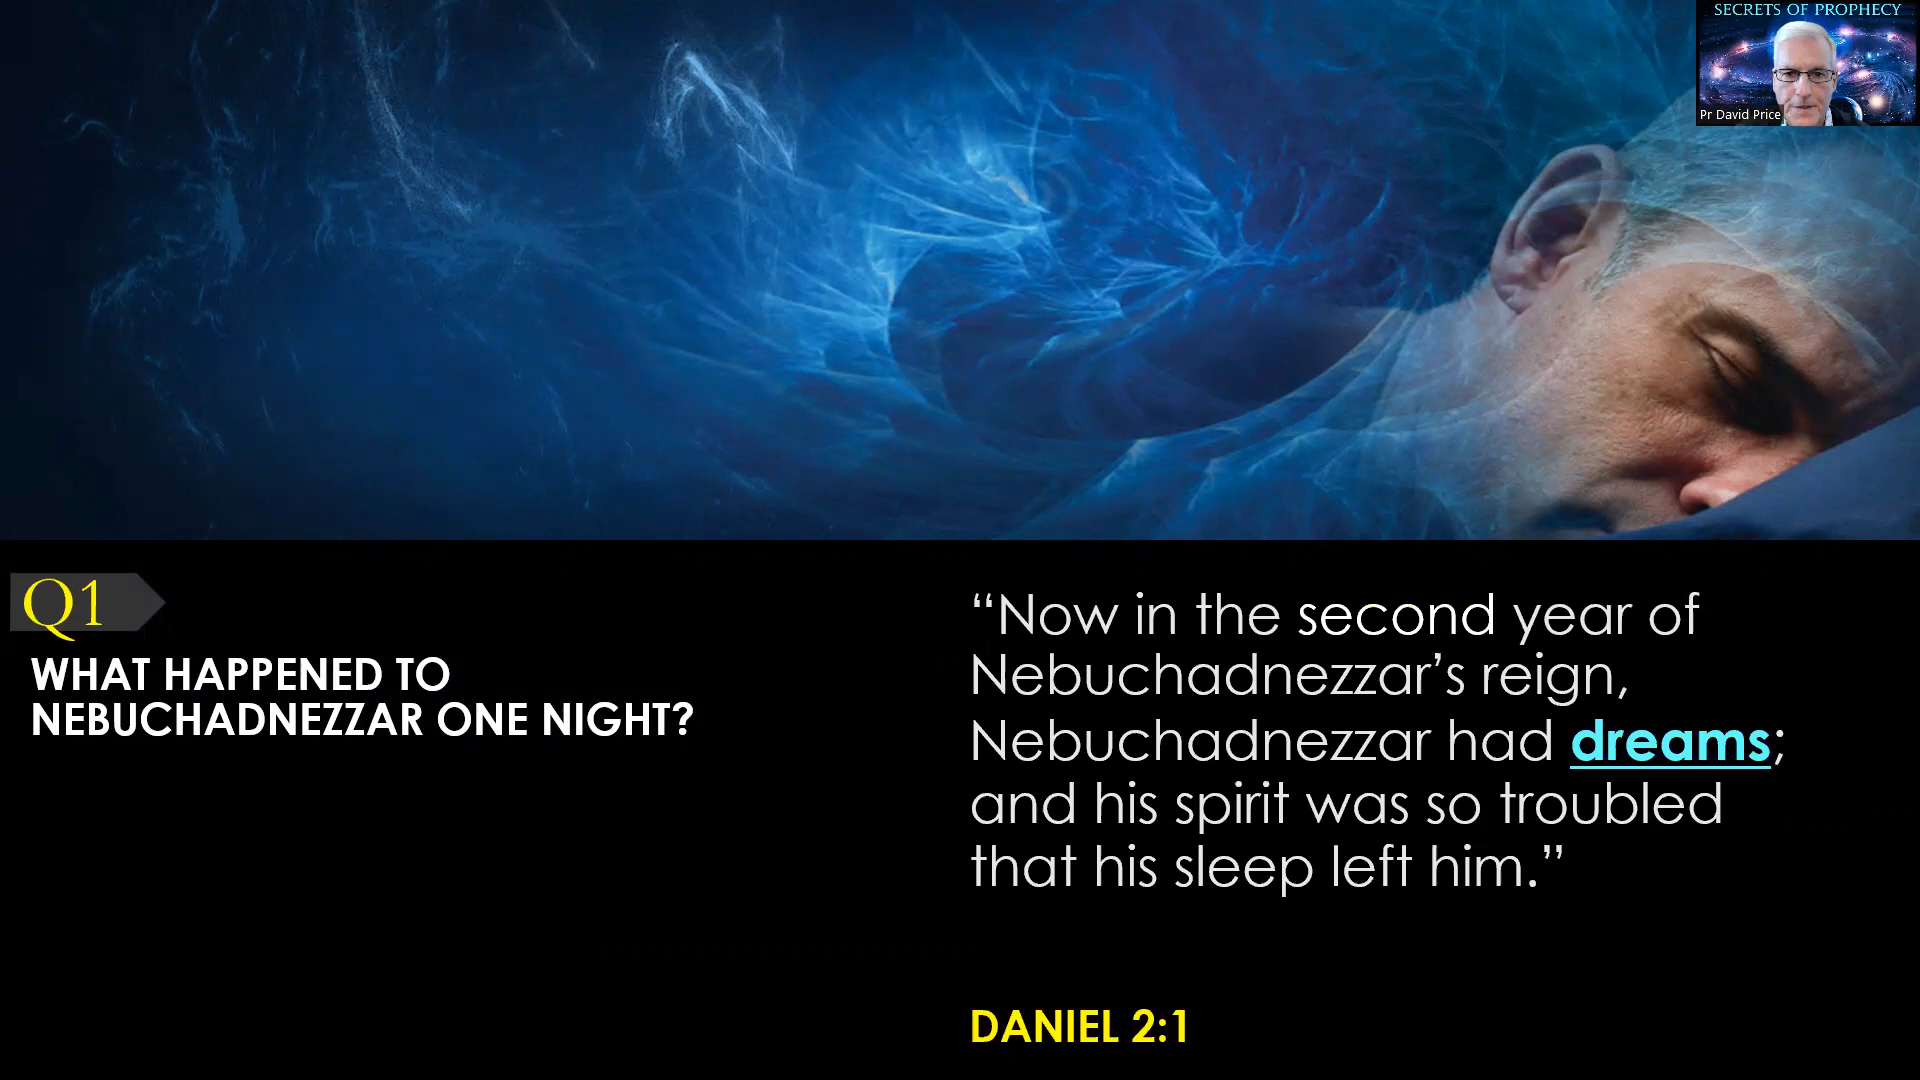 SECRETS OF PROPHECY
Pr David Price
Q1
WHAT HAPPENED TO
NEBUCHADNEZZAR ONE NIGHT?
“Now in the second year of
Nebuchadnezzar’s reign,
Nebuchadnezzar had dreams;
and his spirit was so troubled
that his sleep left him.”
DANIEL 2:1